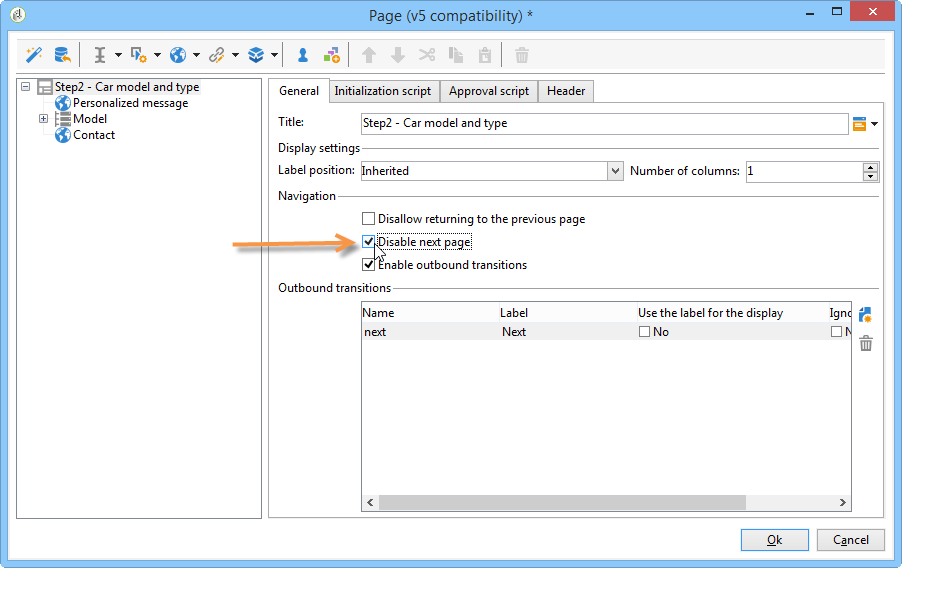 Page (v5 compatibility) *
Step2 - Car model and type
Personalized message
Model
Contact
General Initialization script Approval script Header
Title: Step2 - Car model and type
Display settings
Label position: Inherited Number of columns: 1
Navigation
Disallow returning to the previous page
Disable next page
Enable outbound transitions
Outbound transitions
Name Label Use the label for the display Igno
next Next No N
Ok Cancel